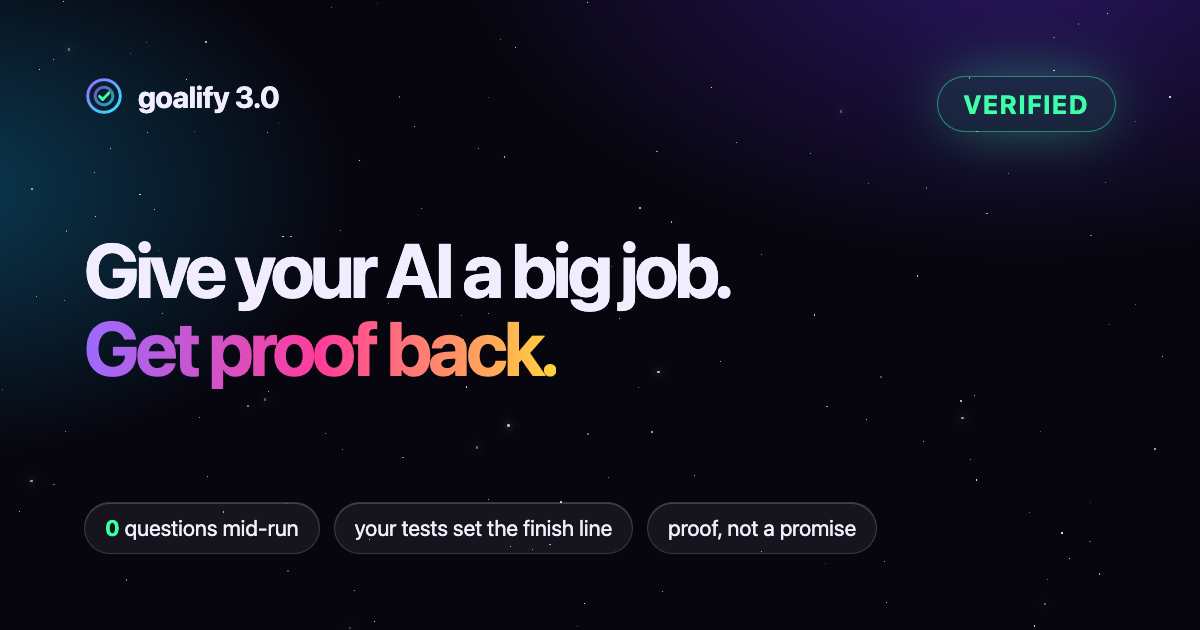 goalify 3.0
VERIFIED
Give your AI a big job.
Get proof back.
0 questions mid-run
your tests set the finish line
proof, not a promise